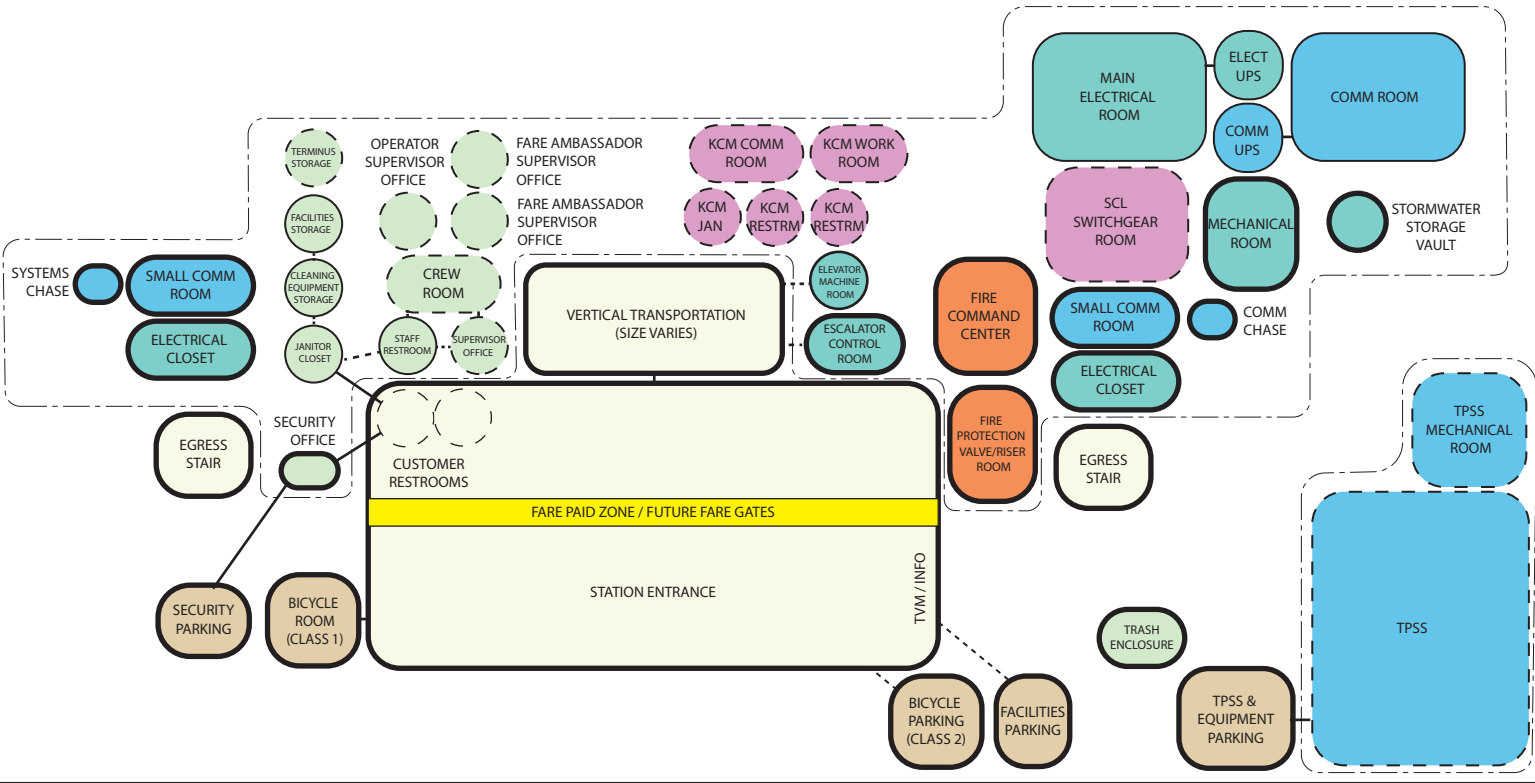 MAIN
ELECTRICAL
ROOM
ELECT
UPS
COMM
UPS
COMM ROOM
TERMINUS
STORAGE
OPERATOR
SUPERVISOR
OFFICE
FARE AMBASSADOR
SUPERVISOR
OFFICE
KCM COMM
ROOM
KCM WORK
ROOM
FACILITIES
STORAGE
FARE AMBASSADOR
SUPERVISOR
OFFICE
KCM
JAN
KCM
RESTRM
KCM
RESTRM
SCL
SWITCHGEAR
ROOM
MECHANICAL
ROOM
STORMWATER
STORAGE
VAULT
SYSTEMS
CHASE
SMALL COMM
ROOM
CLEANING
EQUIPMENT
STORAGE
CREW
ROOM
VERTICAL TRANSPORTATION
(SIZE VARIES)
ELEVATOR
MACHINE
ROOM
FIRE
COMMAND
CENTER
SMALL COMM
ROOM
COMM
CHASE
ELECTRICAL
CLOSET
JANITOR
CLOSET
STAFF
RESTROOM
SUPERVISOR
OFFICE
ESCALATOR
CONTROL
ROOM
ELECTRICAL
CLOSET
EGRESS
STAIR
SECURITY
OFFICE
CUSTOMER
RESTROOMS
FIRE
PROTECTION
VALVE/RISER
ROOM
EGRESS
STAIR
TPSS
MECHANICAL
ROOM
FARE PAID ZONE / FUTURE FARE GATES
STATION ENTRANCE
TVM / INFO
SECURITY
PARKING
BICYCLE
ROOM
(CLASS 1)
TRASH
ENCLOSURE
TPSS
BICYCLE
PARKING
(CLASS 2)
FACILITIES
PARKING
TPSS &
EQUIPMENT
PARKING